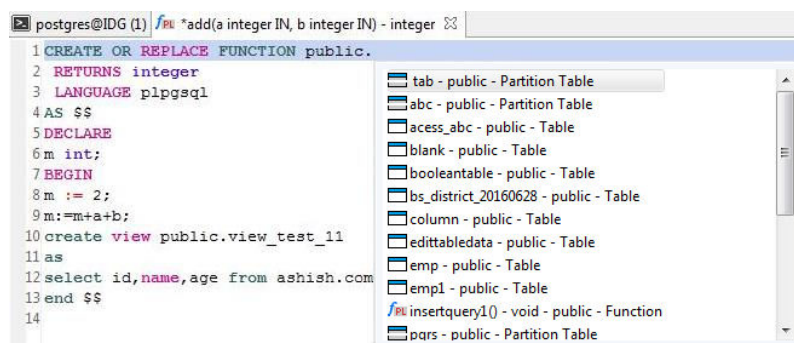 postgres@IDG (1) *add(a integer IN, b integer IN) - integer
1 CREATE OR REPLACE FUNCTION public.
2 RETURNS integer
3 LANGUAGE plpgsql
4 AS $$
5 DECLARE
6 m int;
7 BEGIN
8 m := 2;
9 m:=m+a+b;
10 create view public.view_test_11
11 as
12 select id,name,age from ashish.com
13 end $$
14
tab - public - Partition Table
abc - public - Partition Table
acess_abc - public - Table
blank - public - Table
booleantable - public - Table
bs_district_20160628 - public - Table
column - public - Table
edittabledata - public - Table
emp - public - Table
emp1 - public - Table
insertquery1() - void - public - Function
pqrs - public - Partition Table